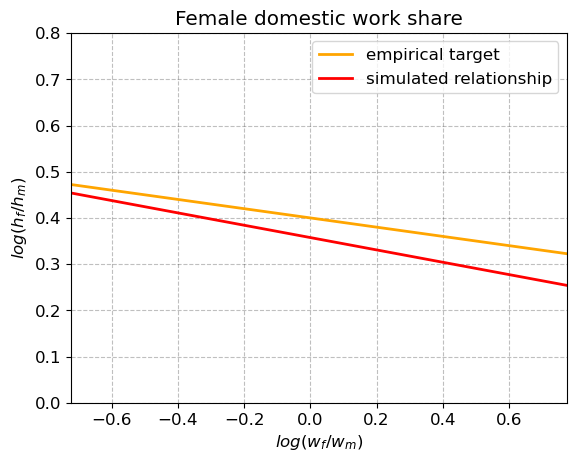 Female domestic work share
empirical target
simulated relationship
0.8
0.7
0.6
0.5
0.4
0.3
0.2
0.1
0.0
log(h_f/h_m)
−0.6 −0.4 −0.2 0.0 0.2 0.4 0.6
log(w_f/w_m)